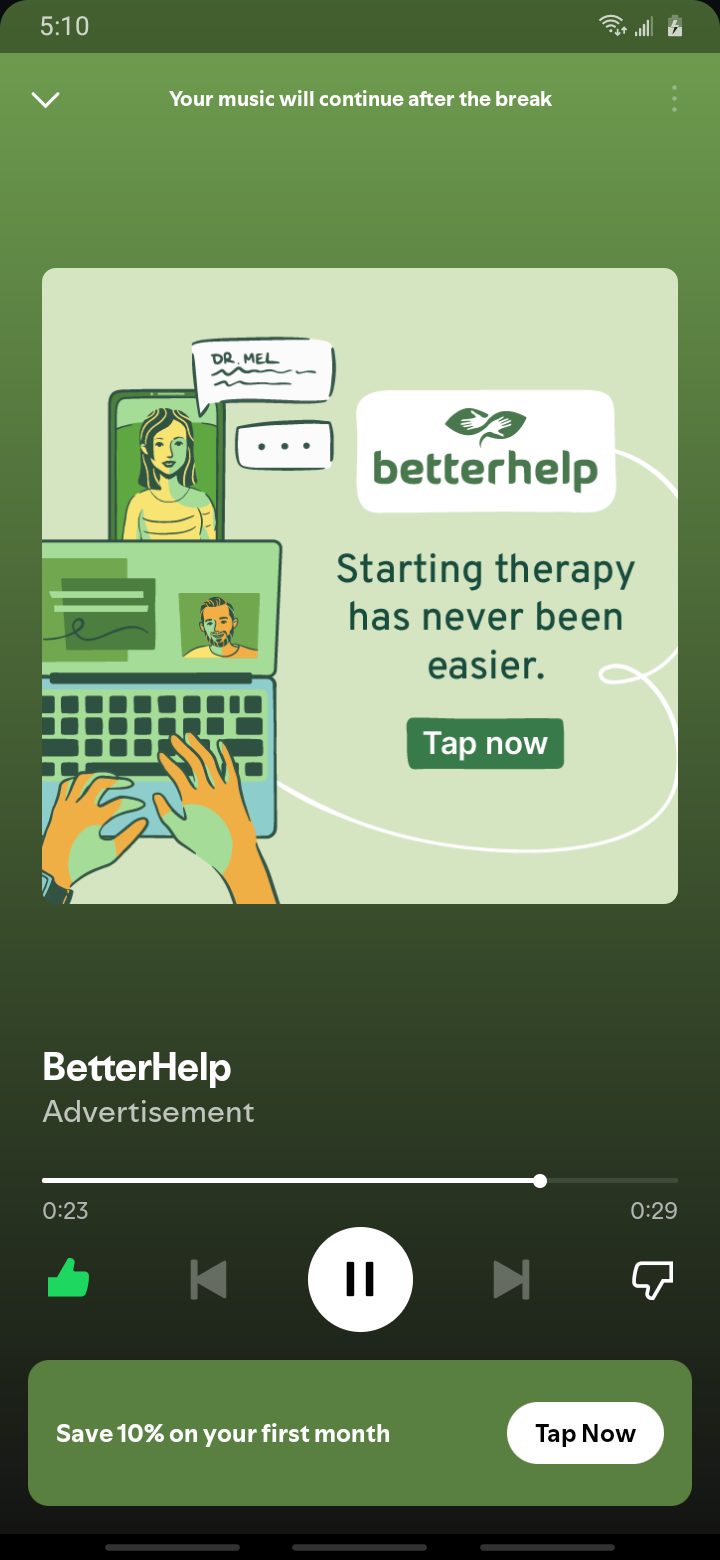 5:10
Your music will continue after the break
DR. MEL
betterhelp
Starting therapy
has never been
easier.
Tap now
BetterHelp
Advertisement
0:23
0:29
Save 10% on your first month
Tap Now